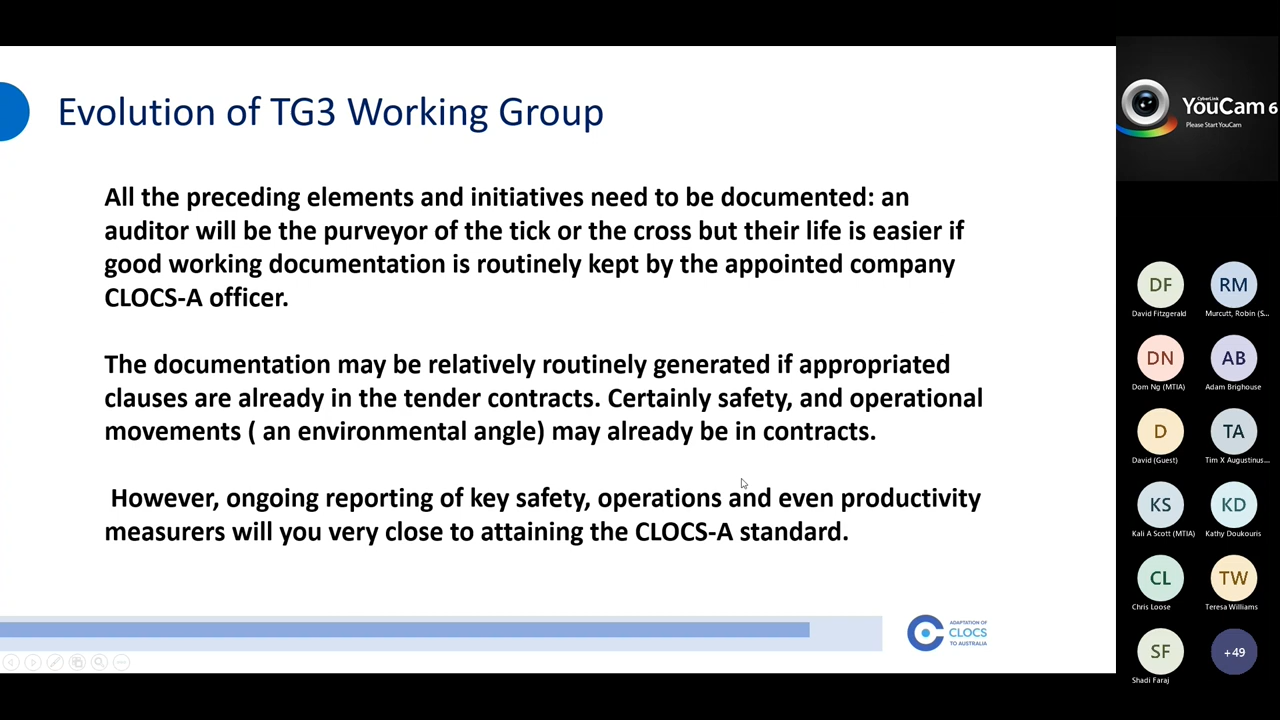 Evolution of TG3 Working Group
All the preceding elements and initiatives need to be documented: an
auditor will be the purveyor of the tick or the cross but their life is easier if
good working documentation is routinely kept by the appointed company
CLOCS-A officer.
The documentation may be relatively routinely generated if appropriated
clauses are already in the tender contracts. Certainly safety, and operational
movements ( an environmental angle) may already be in contracts.
However, ongoing reporting of key safety, operations and even productivity
measurers will you very close to attaining the CLOCS-A standard.
ADAPTATION OF
CLOCS
TO AUSTRALIA
CyberLink
YouCam 6
Please Start YouCam
DF
David Fitzgerald
RM
Murcutt, Robin (S...
DN
Dom Ng (MTIA)
AB
Adam Brighouse
D
David (Guest)
TA
Tim X Augustinus...
KS
Kali A Scott (MTIA)
KD
Kathy Doukouris
CL
Chris Loose
TW
Teresa Williams
SF
Shadi Faraj
+49